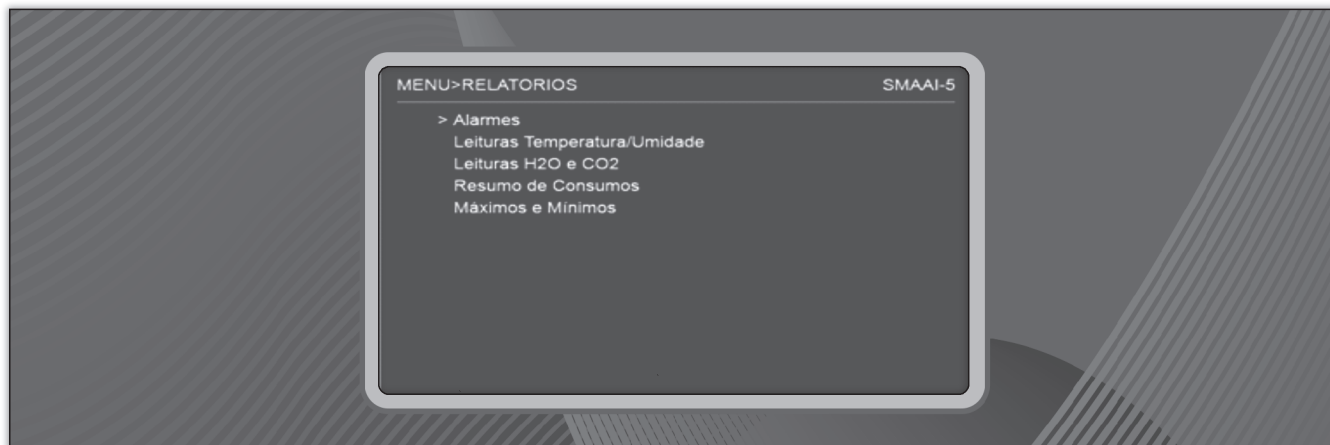 MENU>RELATORIOS SMAAI-5
> Alarmes
Leituras Temperatura/Umidade
Leituras H2O e CO2
Resumo de Consumos
Máximos e Mínimos